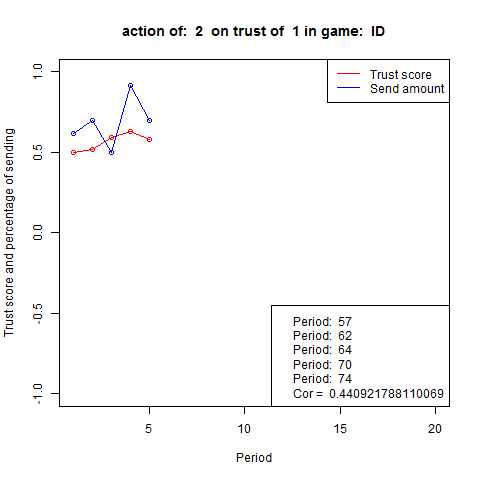 action of:  2  on trust of  1 in game:  ID
Trust score
Send amount
Trust score and percentage of sending
1.0
0.5
0.0
-0.5
-1.0
Period:  57
Period:  62
Period:  64
Period:  70
Period:  74
Cor =  0.440921788110069
5 10 15 20
Period